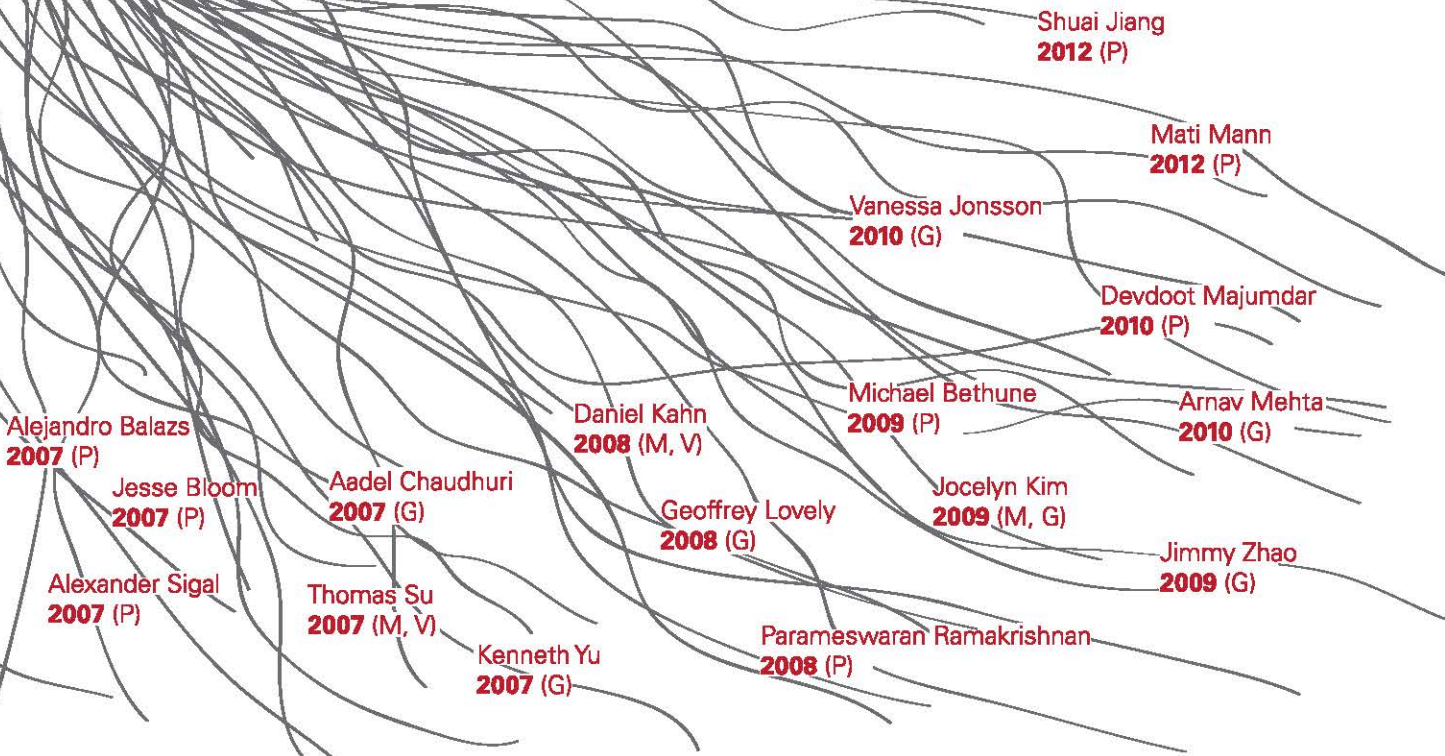 Shuai Jiang
2012 (P)
Mati Mann
2012 (P)
Vanessa Jonsson
2010 (G)
Devdoot Majumdar
2010 (P)
Michael Bethune
2009 (P)
Arnav Mehta
2010 (G)
Daniel Kahn
2008 (M, V)
Alejandro Balazs
2007 (P)
Jesse Bloom
2007 (P)
Aadel Chaudhuri
2007 (G)
Jocelyn Kim
2009 (M, G)
Geoffrey Lovely
2008 (G)
Jimmy Zhao
2009 (G)
Alexander Sigal
2007 (P)
Thomas Su
2007 (M, V)
Parameswaran Ramakrishnan
2008 (P)
Kenneth Yu
2007 (G)